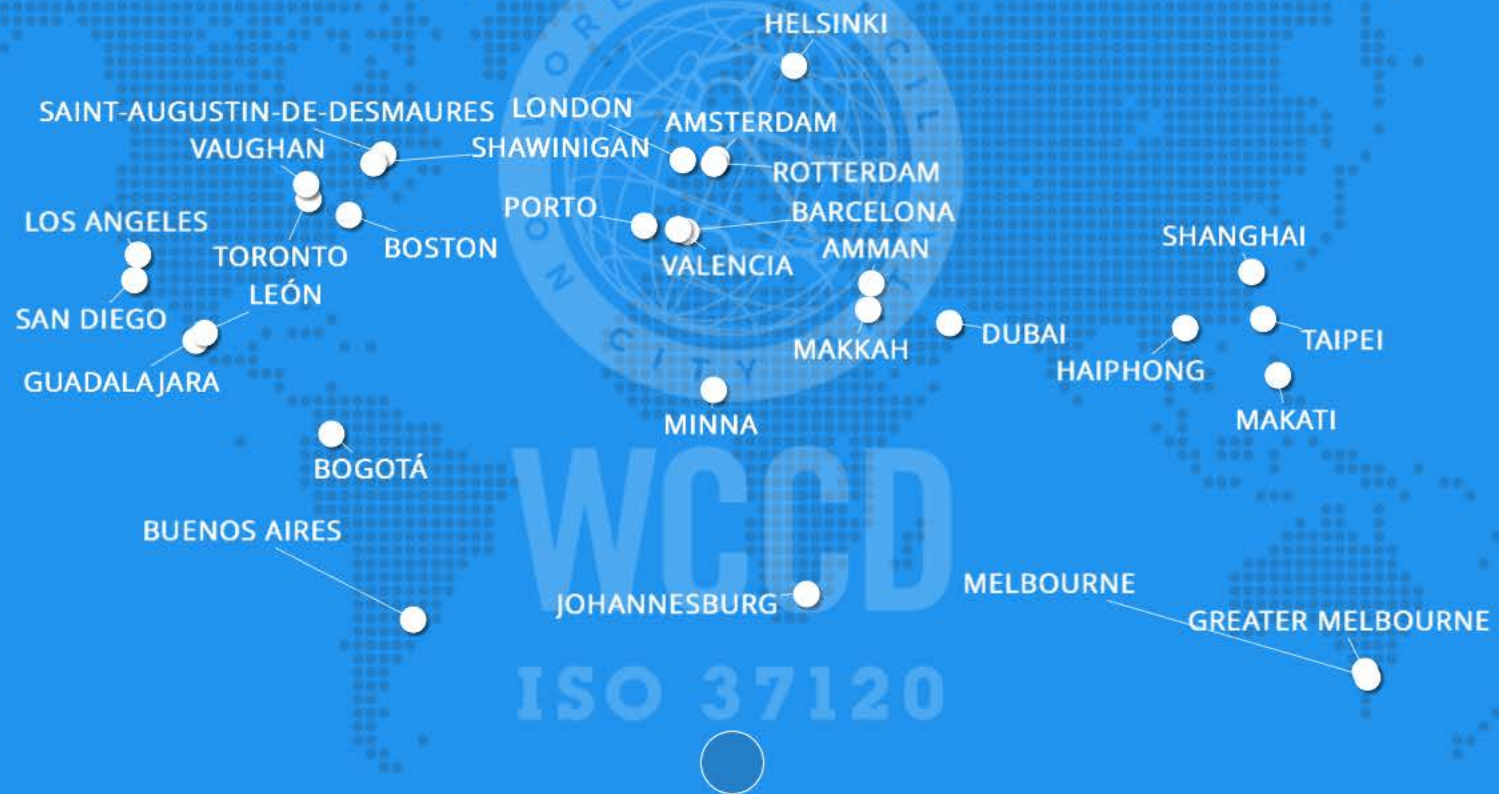 HELSINKI
SAINT-AUGUSTIN-DE-DESMAURES
LONDON
AMSTERDAM
VAUGHAN
SHAWINIGAN
ROTTERDAM
LOS ANGELES
PORTO
BARCELONA
TORONTO
BOSTON
VALENCIA
AMMAN
SHANGHAI
LEÓN
SAN DIEGO
MAKKAH
DUBAI
HAIPHONG
TAIPEI
GUADALAJARA
MINNA
MAKATI
BOGOTÁ
BUENOS AIRES
JOHANNESBURG
MELBOURNE
GREATER MELBOURNE
WCCD
ISO 37120
CITY